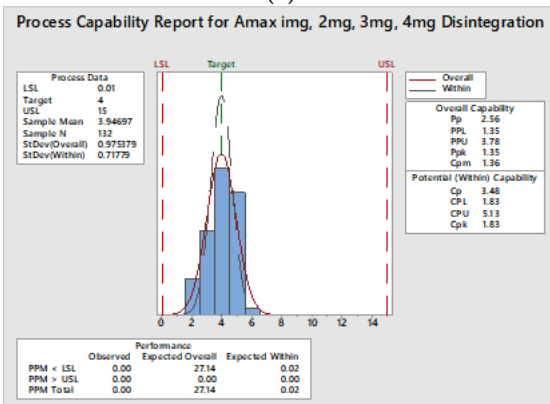 Process Capability Report for Amax img, 2mg, 3mg, 4mg Disintegration
LSL Target USL
Process Data
LSL 0.01
Target 4
USL 15
Sample Mean 3.94697
Sample N 132
StDev(Overall) 0.975379
StDev(Within) 0.71779
Overall
Within
Overall Capability
Pp 2.56
PPL 1.35
PPU 3.78
Ppk 1.35
Cpm 1.36
Potential (Within) Capability
Cp 3.48
CPL 1.83
CPU 5.13
Cpk 1.83
0 2 4 6 8 10 12 14
Performance
Observed Expected Overall Expected Within
PPM < LSL 0.00 27.14 0.02
PPM > USL 0.00 0.00 0.00
PPM Total 0.00 27.14 0.02